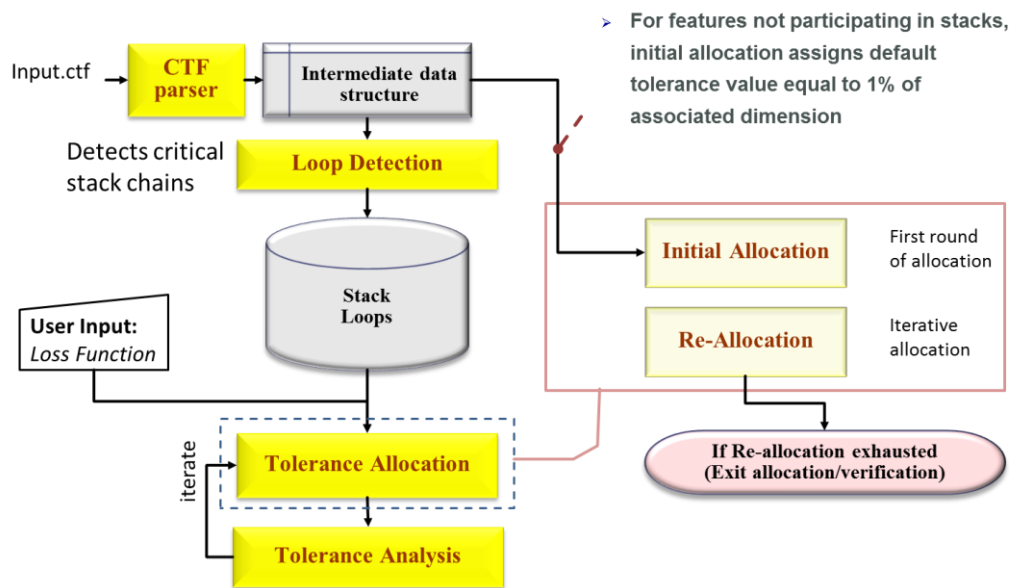 For features not participating in stacks,
initial allocation assigns default
tolerance value equal to 1% of
associated dimension
Input.ctf
CTF
parser
Intermediate data
structure
Detects critical
stack chains
Loop Detection
Initial Allocation
First round
of allocation
Stack
Loops
User Input:
Loss Function
Re-Allocation
Iterative
allocation
iterate
Tolerance Allocation
If Re-allocation exhausted
(Exit allocation/verification)
Tolerance Analysis